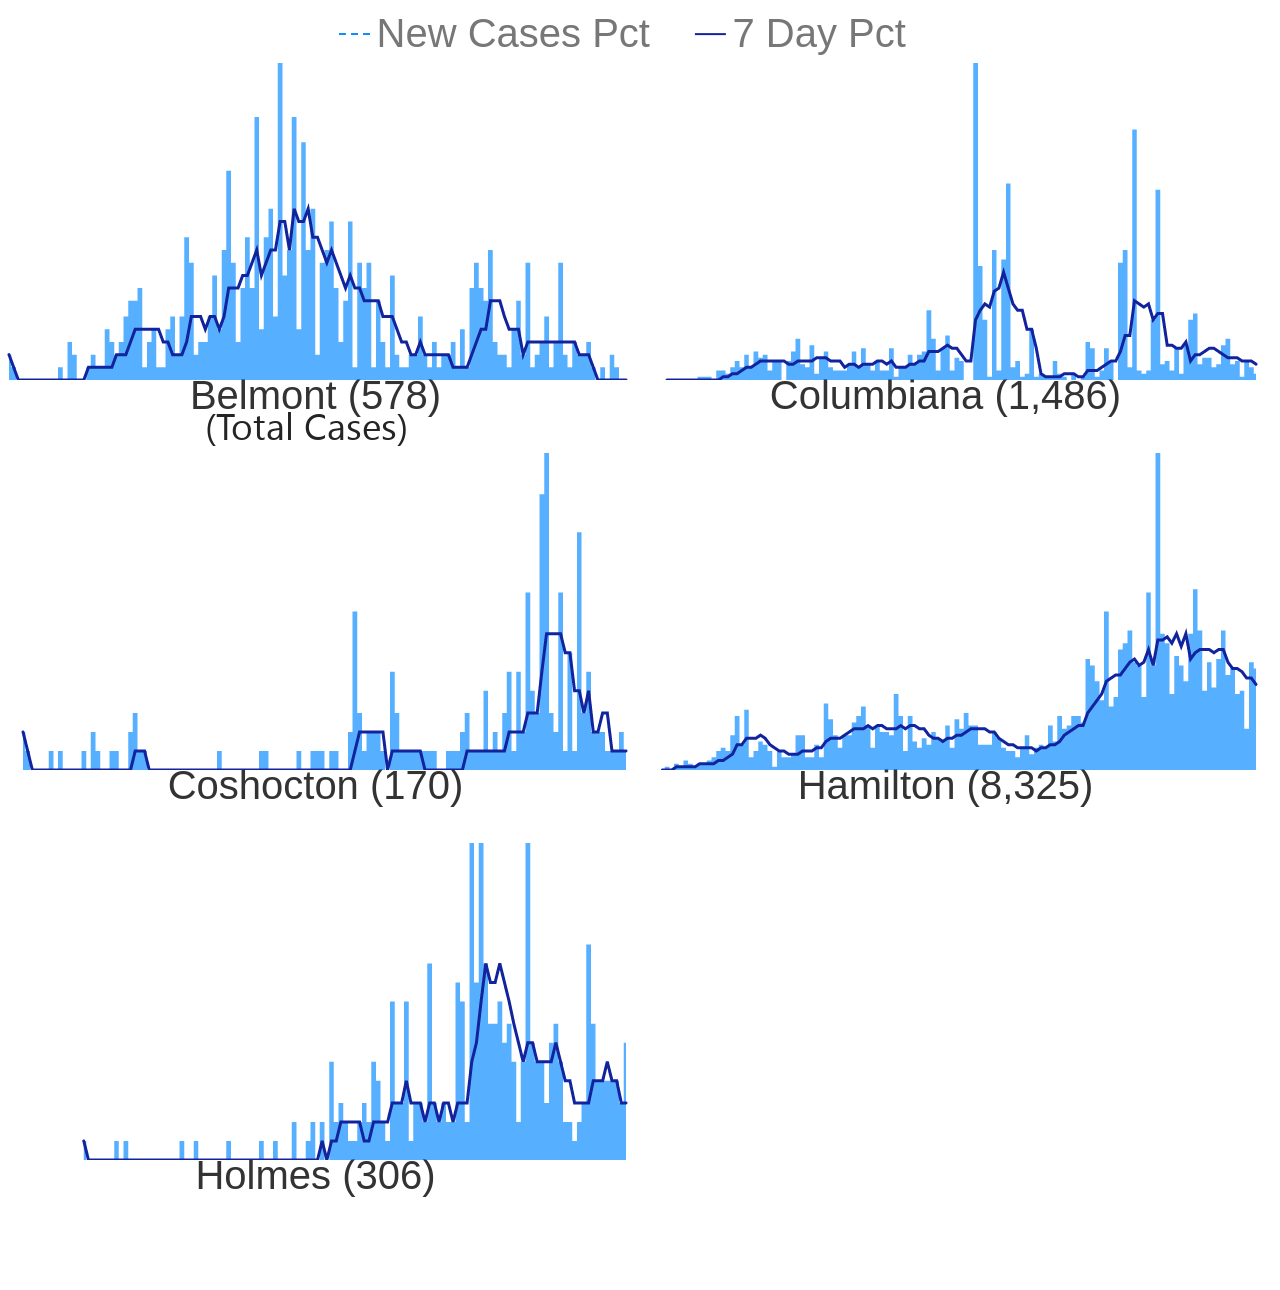 New Cases Pct 7 Day Pct
Belmont (578)
(Total Cases)
Columbiana (1,486)
Coshocton (170)
Hamilton (8,325)
Holmes (306)